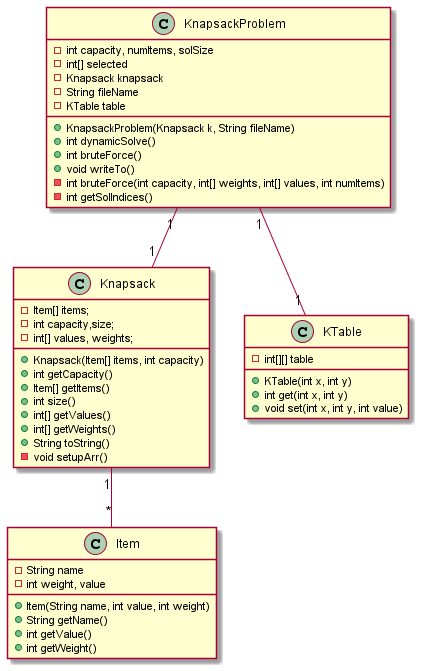 C KnapsackProblem
int capacity, numItems, solSize
int[] selected
Knapsack knapsack
String fileName
KTable table
KnapsackProblem(Knapsack k, String fileName)
int dynamicSolve()
int bruteForce()
void writeTo()
int bruteForce(int capacity, int[] weights, int[] values, int numItems)
int getSolIndices()
1
1
1
1
C Knapsack
Item[] items;
int capacity,size;
int[] values, weights;
Knapsack(Item[] items, int capacity)
int getCapacity()
Item[] getItems()
int size()
int[] getValues()
int[] getWeights()
String toString()
void setupArr()
C KTable
int[][] table
KTable(int x, int y)
int get(int x, int y)
void set(int x, int y, int value)
1
*
C Item
String name
int weight, value
Item(String name, int value, int weight)
String getName()
int getValue()
int getWeight()